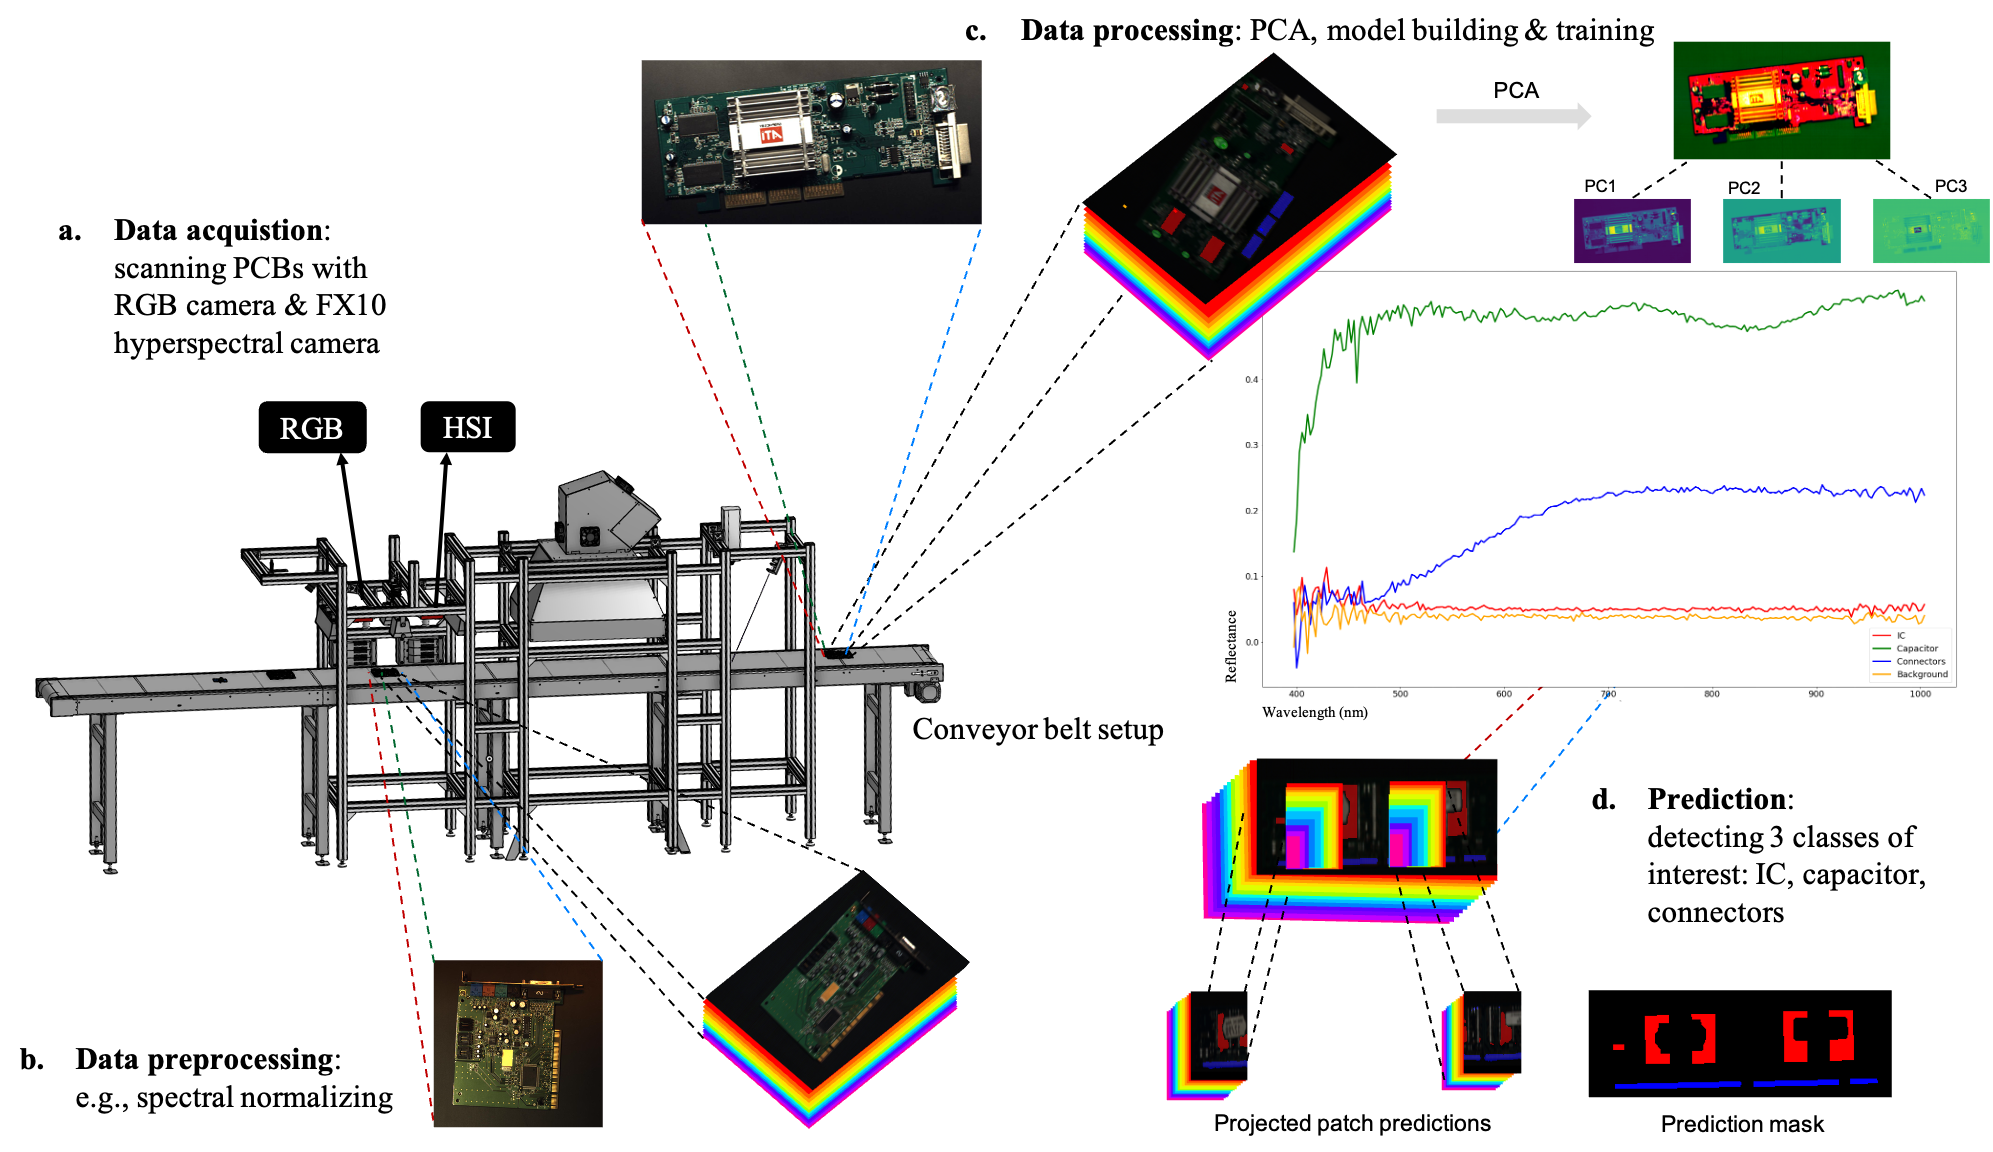 c. Data processing: PCA, model building & training
PCA
PC1
PC2
PC3
a. Data acquistion:
scanning PCBs with
RGB camera & FX10
hyperspectral camera
RGB
HSI
ATI
Conveyor belt setup
0.4
0.3
0.2
0.1
0.0
Reflectance
IC
Capacitor
Connectors
Background
400 500 600 700 800 900 1000
Wavelength (nm)
d. Prediction:
detecting 3 classes of
interest: IC, capacitor,
connectors
b. Data preprocessing:
e.g., spectral normalizing
Projected patch predictions
Prediction mask